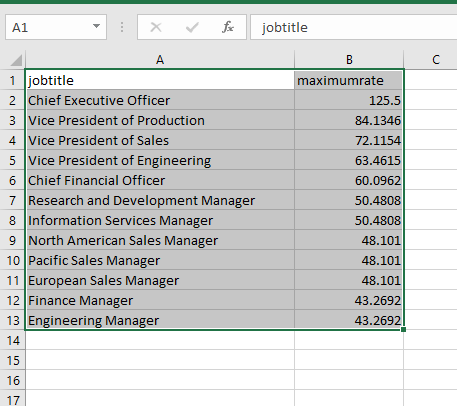 A1 fx jobtitle
A B C
1 jobtitle maximumrate
2 Chief Executive Officer 125.5
3 Vice President of Production 84.1346
4 Vice President of Sales 72.1154
5 Vice President of Engineering 63.4615
6 Chief Financial Officer 60.0962
7 Research and Development Manager 50.4808
8 Information Services Manager 50.4808
9 North American Sales Manager 48.101
10 Pacific Sales Manager 48.101
11 European Sales Manager 48.101
12 Finance Manager 43.2692
13 Engineering Manager 43.2692
14
15
16
17